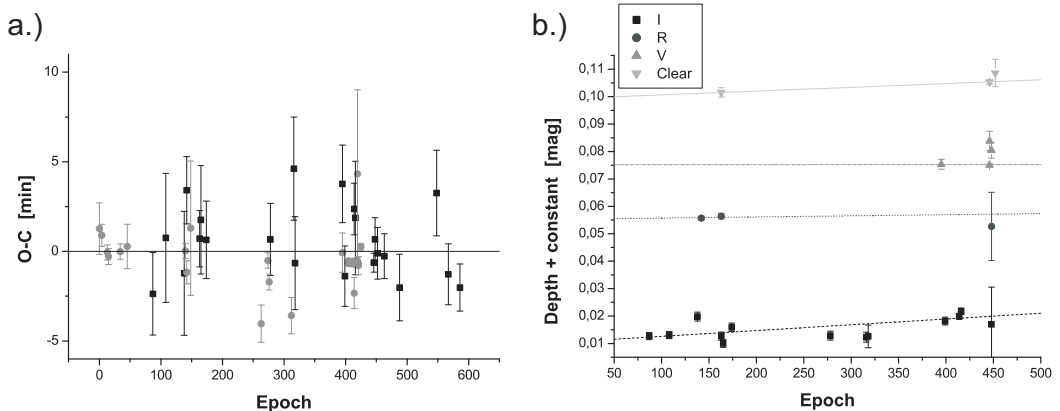 a.)
O-C [min]
10
5
0
-5
0 100 200 300 400 500 600
Epoch
b.)
I
R
V
Clear
Depth + constant [mag]
0,11
0,10
0,09
0,08
0,07
0,06
0,05
0,04
0,03
0,02
0,01
50 100 150 200 250 300 350 400 450 500
Epoch